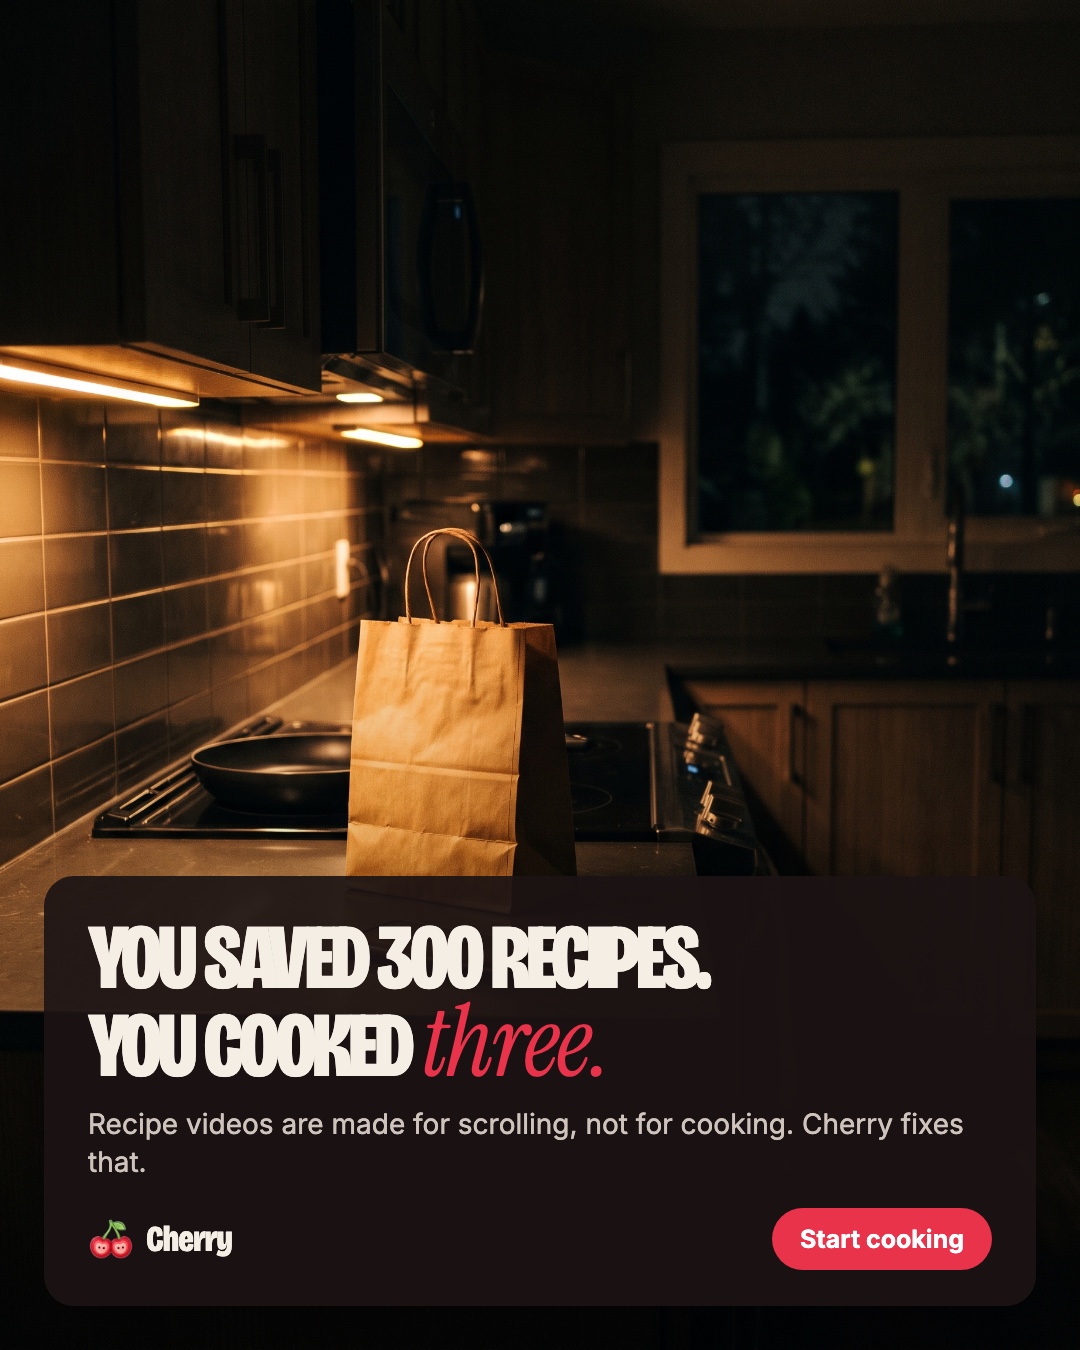 YOU SAVED 300 RECIPES.
YOU COOKED three.
Recipe videos are made for scrolling, not for cooking. Cherry fixes
that.
Cherry
Start cooking